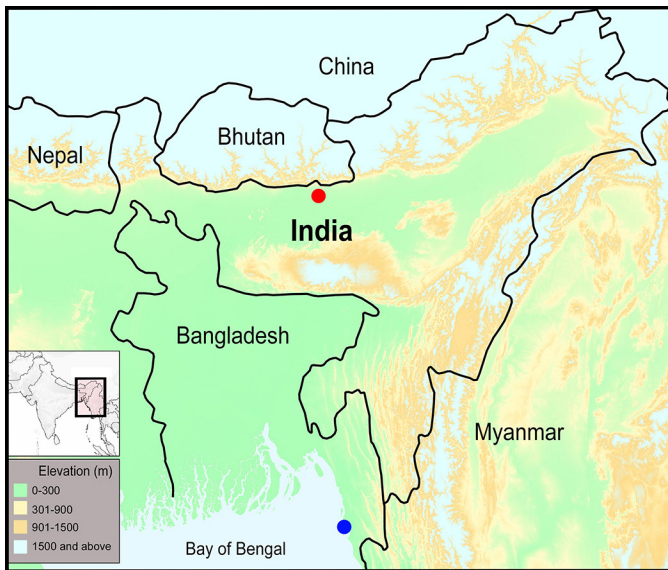 China
Bhutan
Nepal
India
Bangladesh
Myanmar
Elevation (m)
0-300
301-900
901-1500
1500 and above
Bay of Bengal